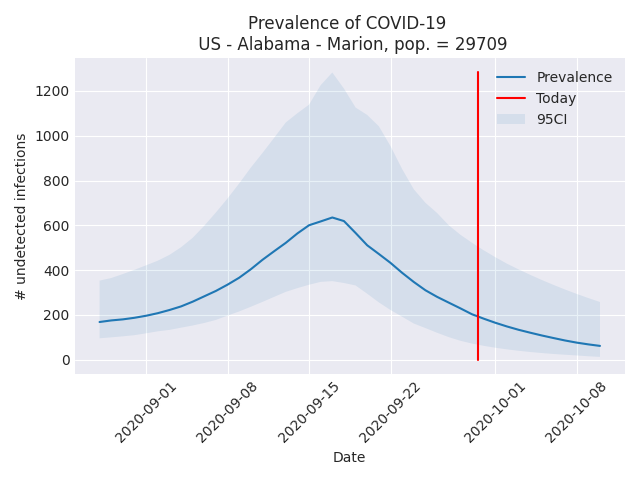 Prevalence of COVID-19
US - Alabama - Marion, pop. = 29709
Prevalence
Today
95CI
# undetected infections
1200
1000
800
600
400
200
0
2020-09-01
2020-09-08
2020-09-15
2020-09-22
2020-10-01
2020-10-08
Date